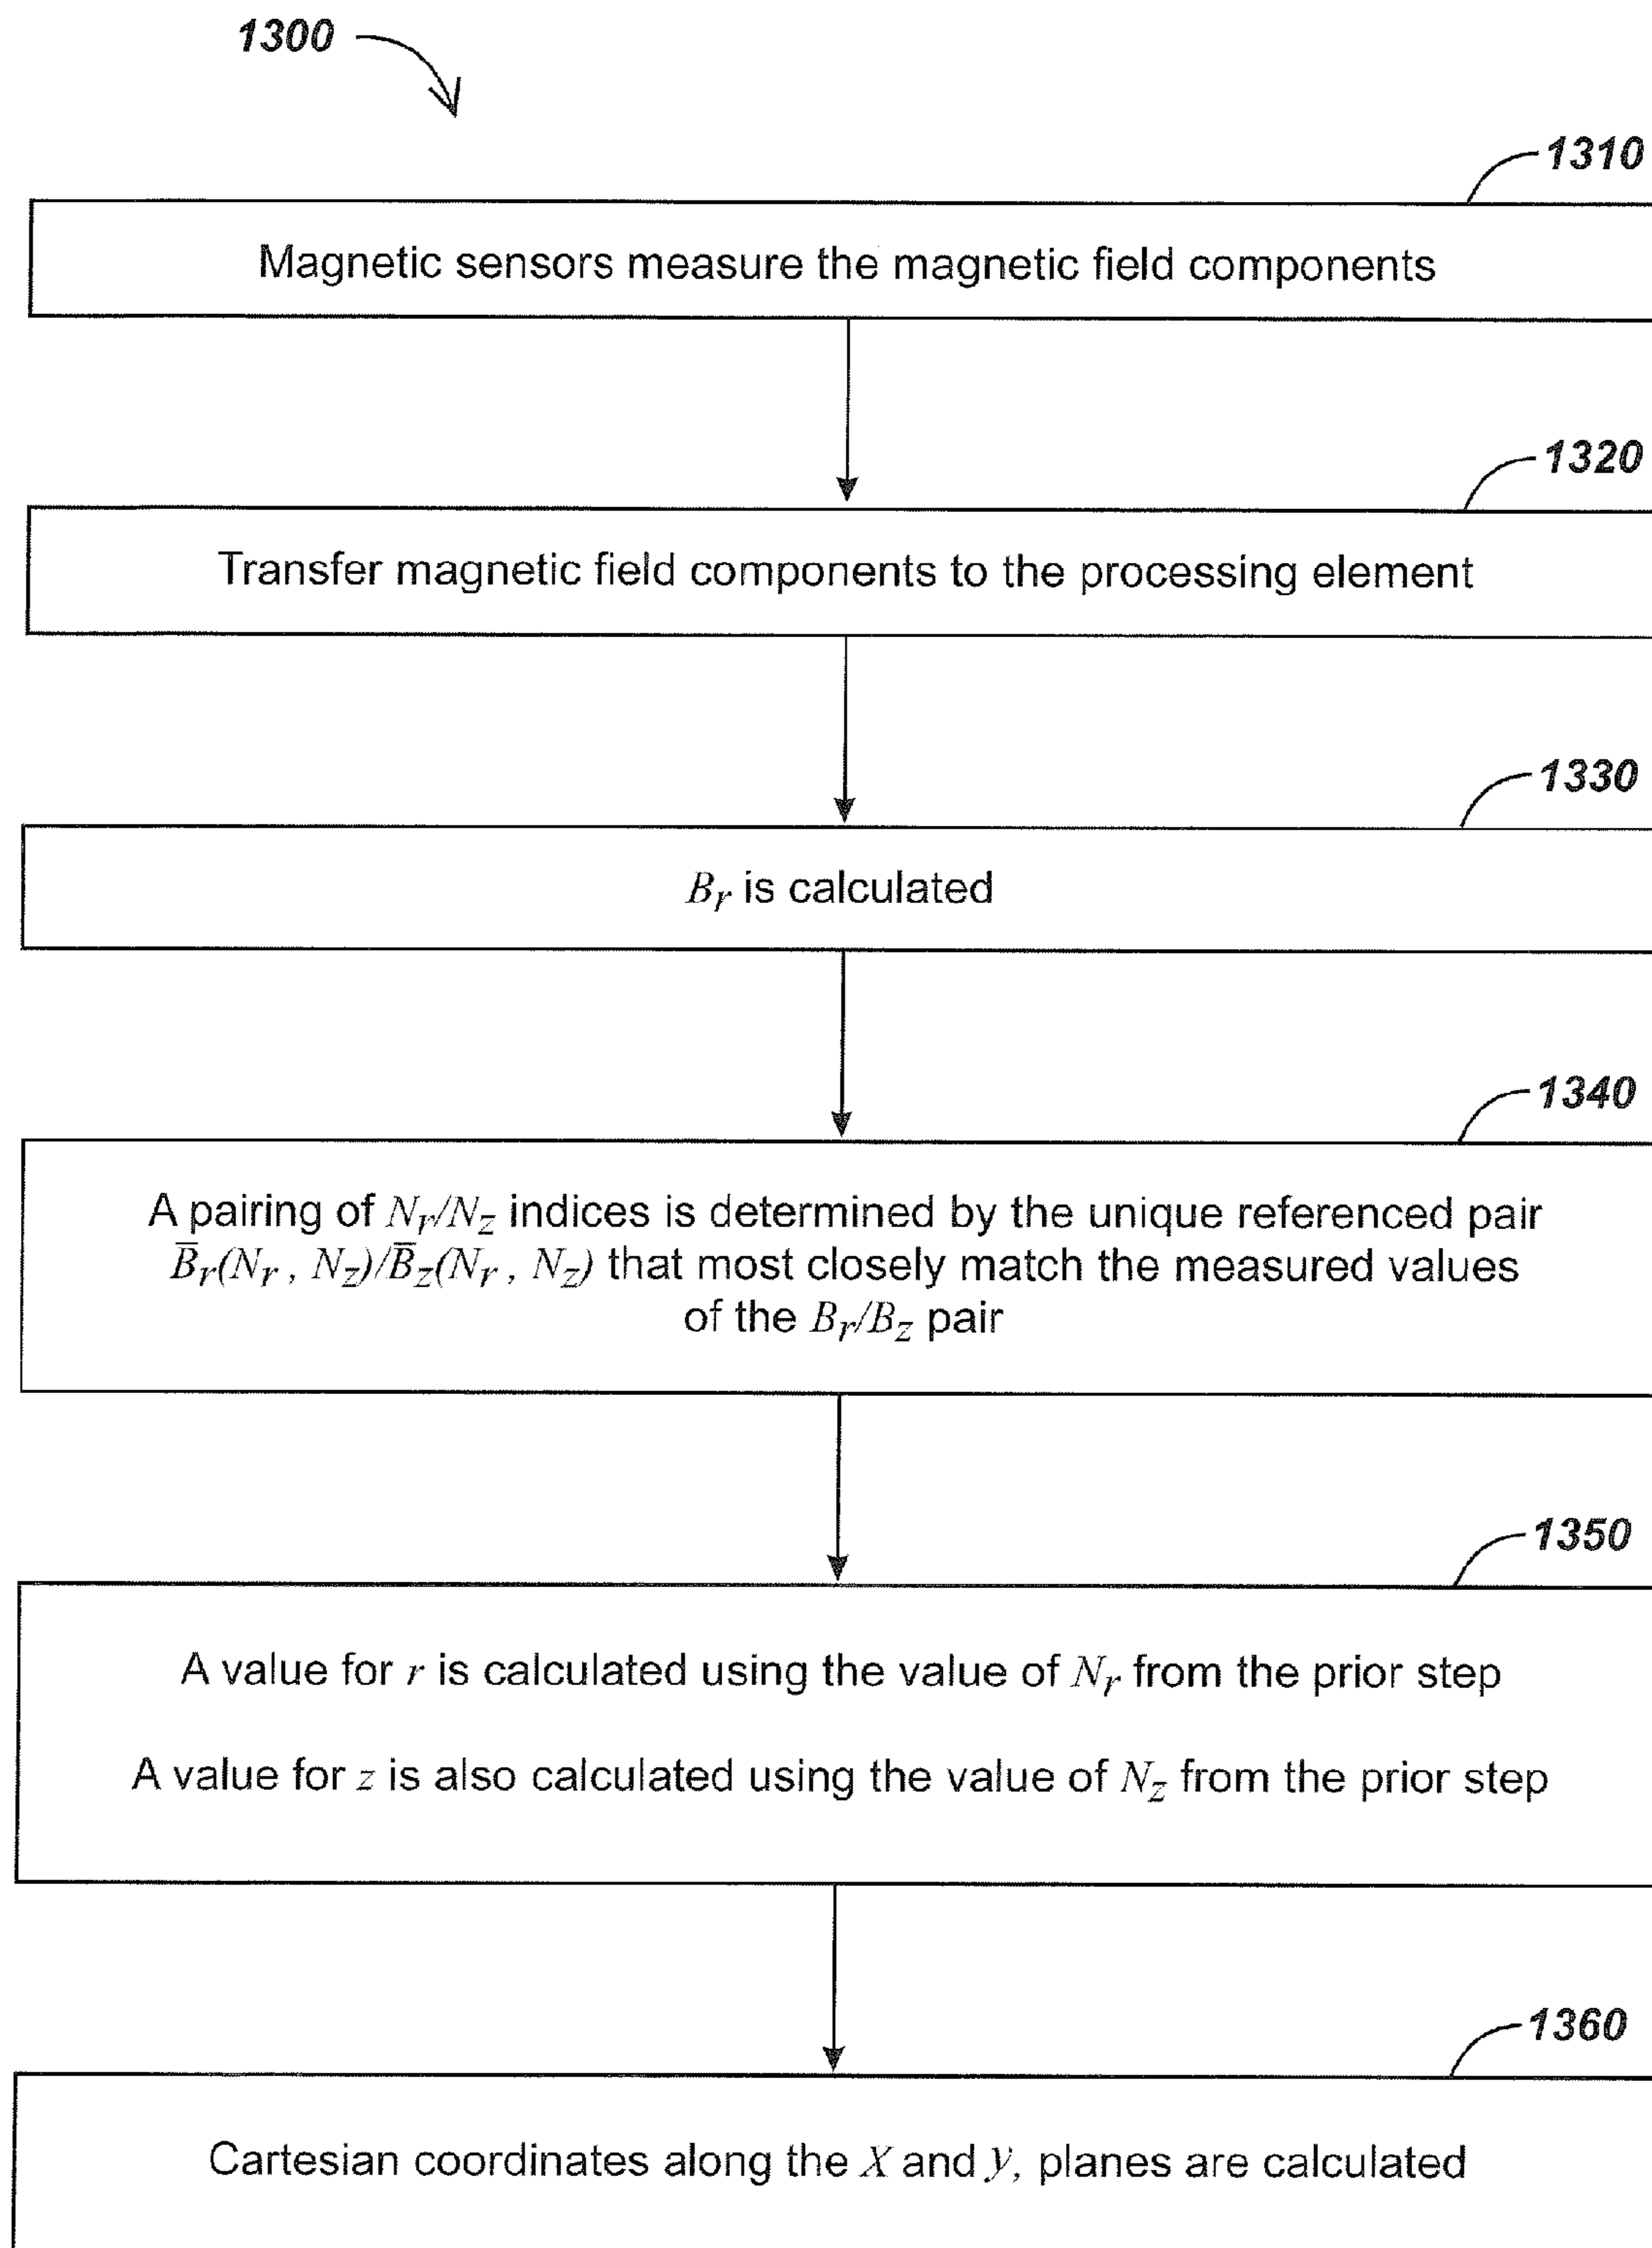 1300
1310
Magnetic sensors measure the magnetic field components
1320
Transfer magnetic field components to the processing element
1330
Br is calculated
1340
A pairing of Nr/Nz indices is determined by the unique referenced pair
B̅r(Nr , Nz)/B̅z(Nr , Nz) that most closely match the measured values
of the Br/Bz pair
1350
A value for r is calculated using the value of Nr from the prior step
A value for z is also calculated using the value of Nz from the prior step
1360
Cartesian coordinates along the X and y, planes are calculated